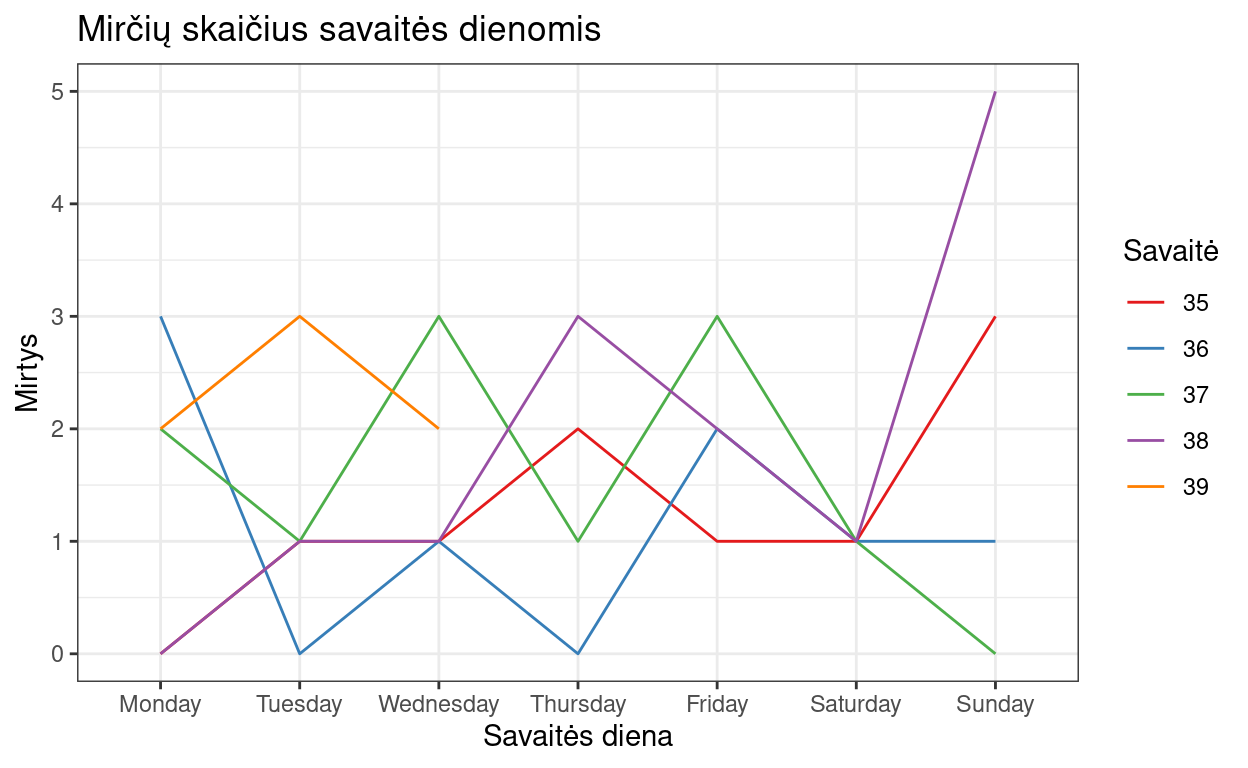 Mirčių skaičius savaitės dienomis
5
4
3
2
1
0
Mirtys
Monday Tuesday Wednesday Thursday Friday Saturday Sunday
Savaitės diena
Savaitė
35
36
37
38
39